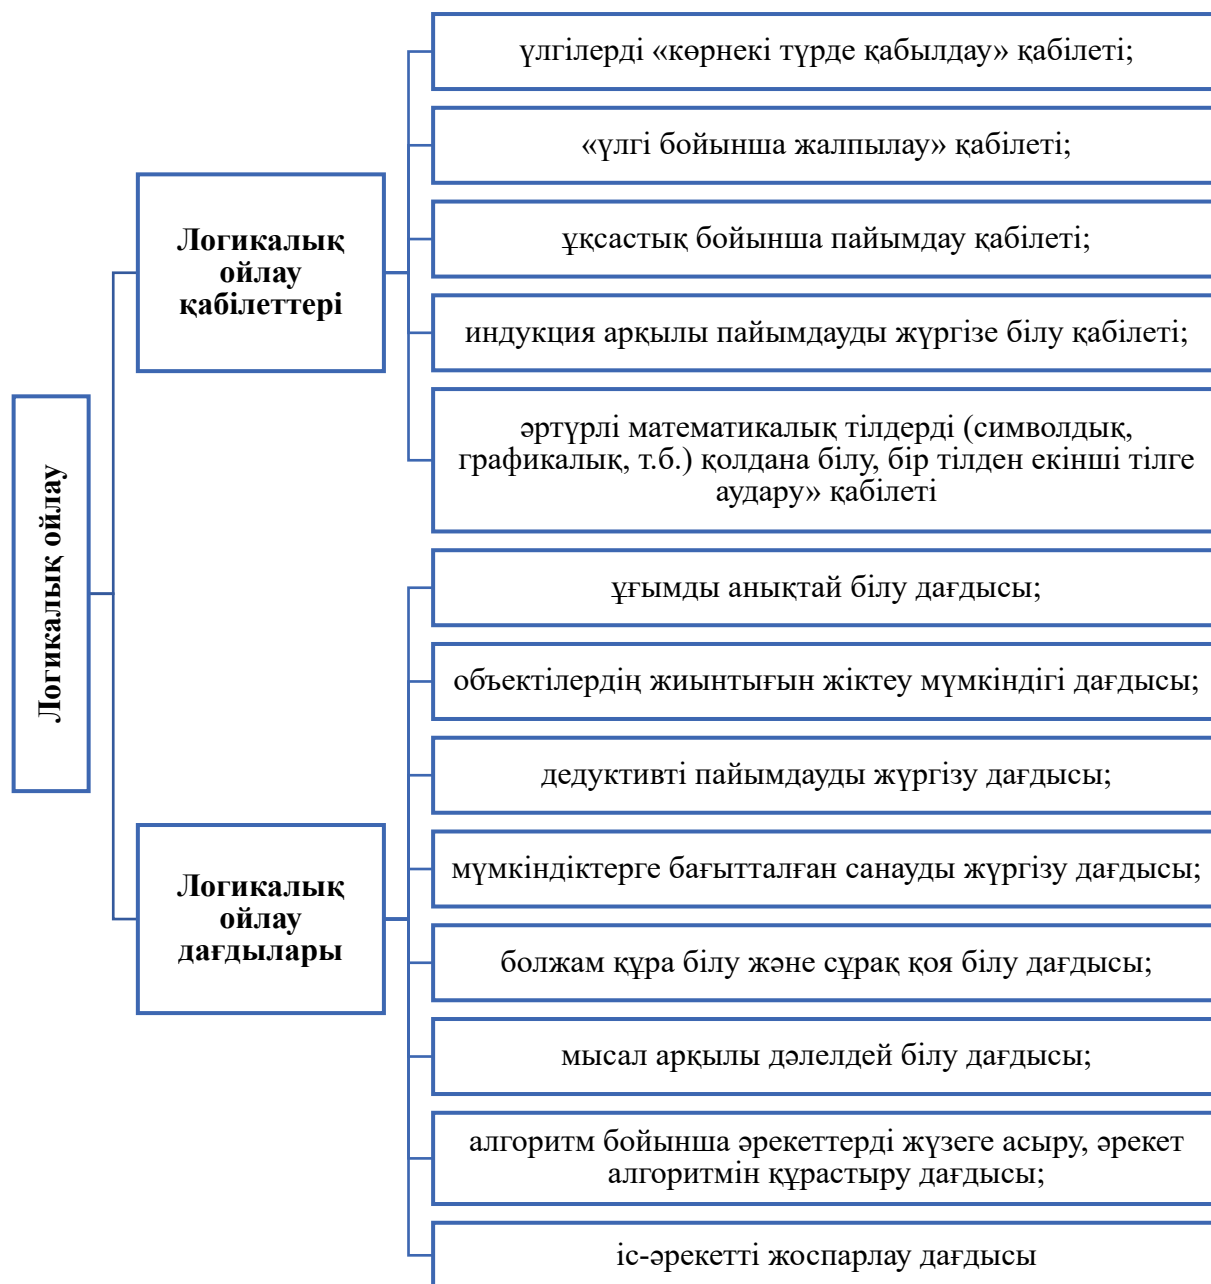 Логикалық ойлау
Логикалық
ойлау
қабілеттері
үлгілерді «көрнекі түрде қабылдау» қабілеті;
«үлгі бойынша жалпылау» қабілеті;
ұқсастық бойынша пайымдау қабілеті;
индукция арқылы пайымдауды жүргізе білу қабілеті;
әртүрлі математикалық тілдерді (символдық,
графикалық, т.б.) қолдана білу, бір тілден екінші тілге
аудару» қабілеті
Логикалық
ойлау
дағдылары
ұғымды анықтай білу дағдысы;
объектілердің жиынтығын жіктеу мүмкіндігі дағдысы;
дедуктивті пайымдауды жүргізу дағдысы;
мүмкіндіктерге бағытталған санауды жүргізу дағдысы;
болжам құра білу және сұрақ қоя білу дағдысы;
мысал арқылы дәлелдей білу дағдысы;
алгоритм бойынша әрекеттерді жүзеге асыру, әрекет
алгоритмін құрастыру дағдысы;
іс-әрекетті жоспарлау дағдысы